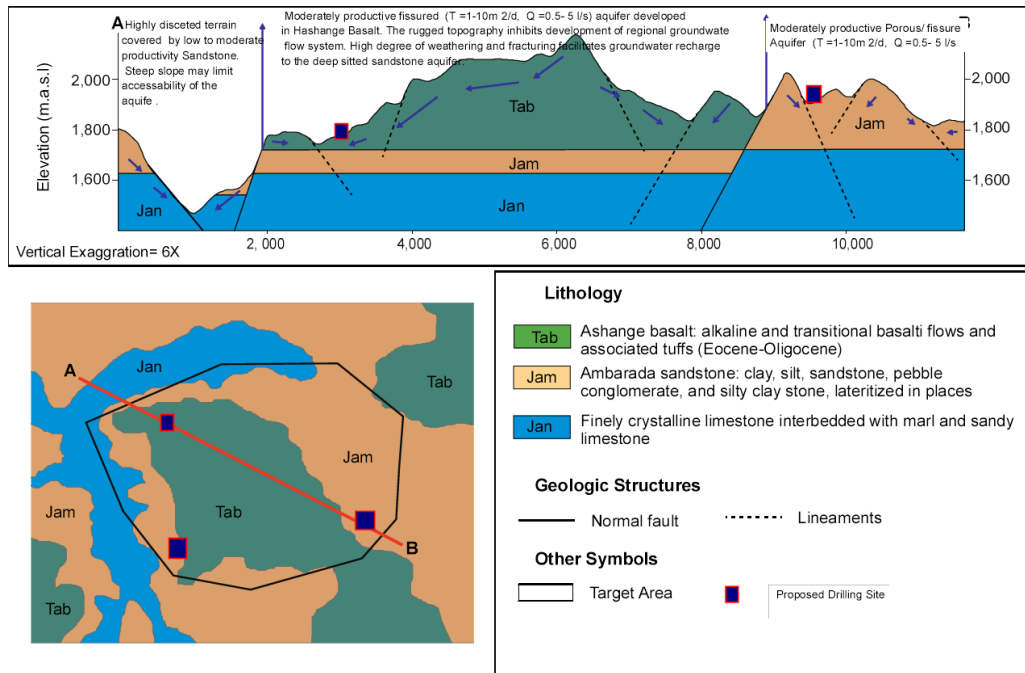 A Highly disceted terrain
covered by low to moderate
productivity Sandstone.
Steep slope may limit
accessability of the
aquife .
Moderately productive fissured (T =1-10m 2/d, Q =0.5- 5 l/s) aquifer developed
in Hashange Basalt. The rugged topography inhibits development of regional groundwate
flow system. High degree of weathering and fracturing facilitates groundwater recharge
to the deep sitted sandstone aquifer.
Moderately productive Porous/ fissure
Aquifer (T =1-10m 2/d, Q =0.5- 5 l/s
Elevation (m.a.s.l)
2,000
1,800
1,600
2,000
1,800
1,600
Tab
Jam
Jam
Jan
Jan
2, 000
4,000
6,000
8,000
10,000
Vertical Exaggration= 6X
A
Jan
Tab
Jam
Jam
Tab
B
Tab
Lithology
Tab
Ashange basalt: alkaline and transitional basalti flows and
associated tuffs (Eocene-Oligocene)
Jam
Ambarada sandstone: clay, silt, sandstone, pebble
conglomerate, and silty clay stone, lateritized in places
Jan
Finely crystalline limestone interbedded with marl and sandy
limestone
Geologic Structures
Normal fault
Lineaments
Other Symbols
Target Area
Proposed Drilling Site